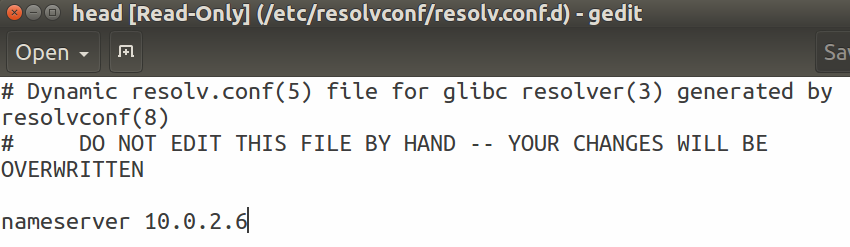 head [Read-Only] (/etc/resolvconf/resolv.conf.d) - gedit
Open
# Dynamic resolv.conf(5) file for glibc resolver(3) generated by
resolvconf(8)
#     DO NOT EDIT THIS FILE BY HAND -- YOUR CHANGES WILL BE
OVERWRITTEN
nameserver 10.0.2.6